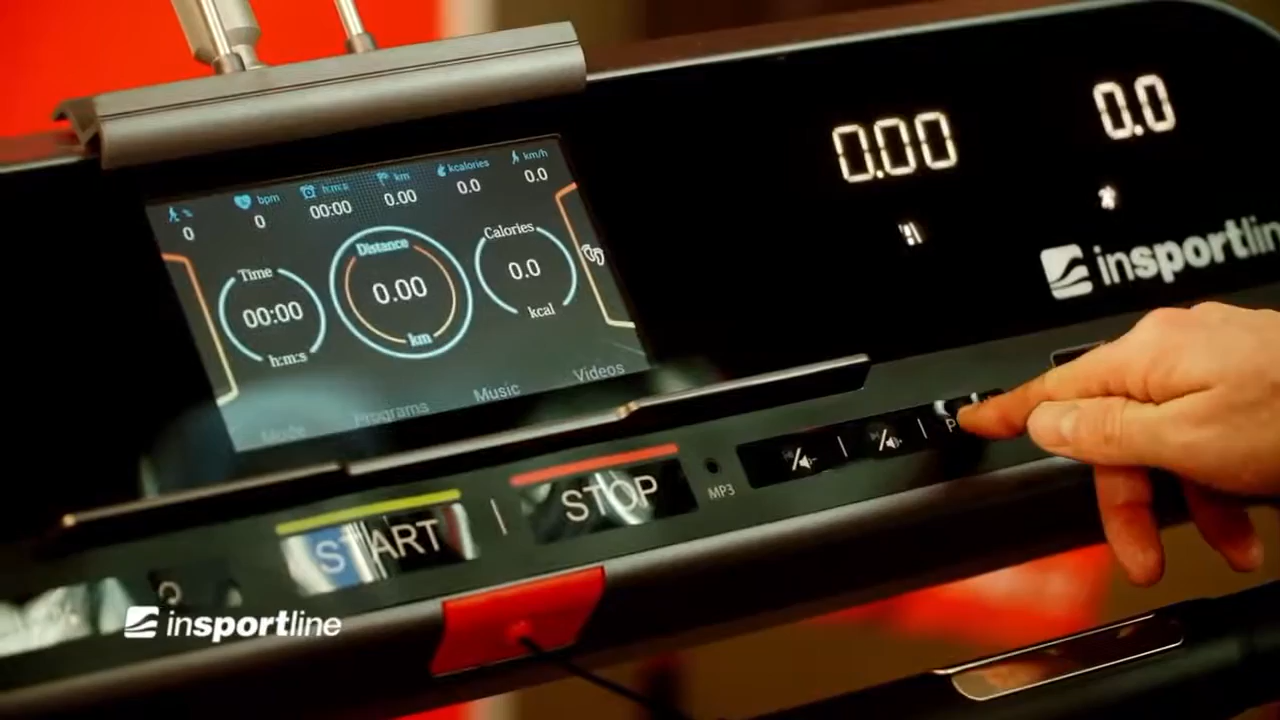 % bpm h:m:s km kcalories km/h
0 0 00:00 0.00 0.0 0.0
Time Distance Calories
00:00 0.00 0.0
h:m:s km kcal
Mode Programs Music Videos
0.00 0.0
insportline
START | STOP
MP3
P
insportline